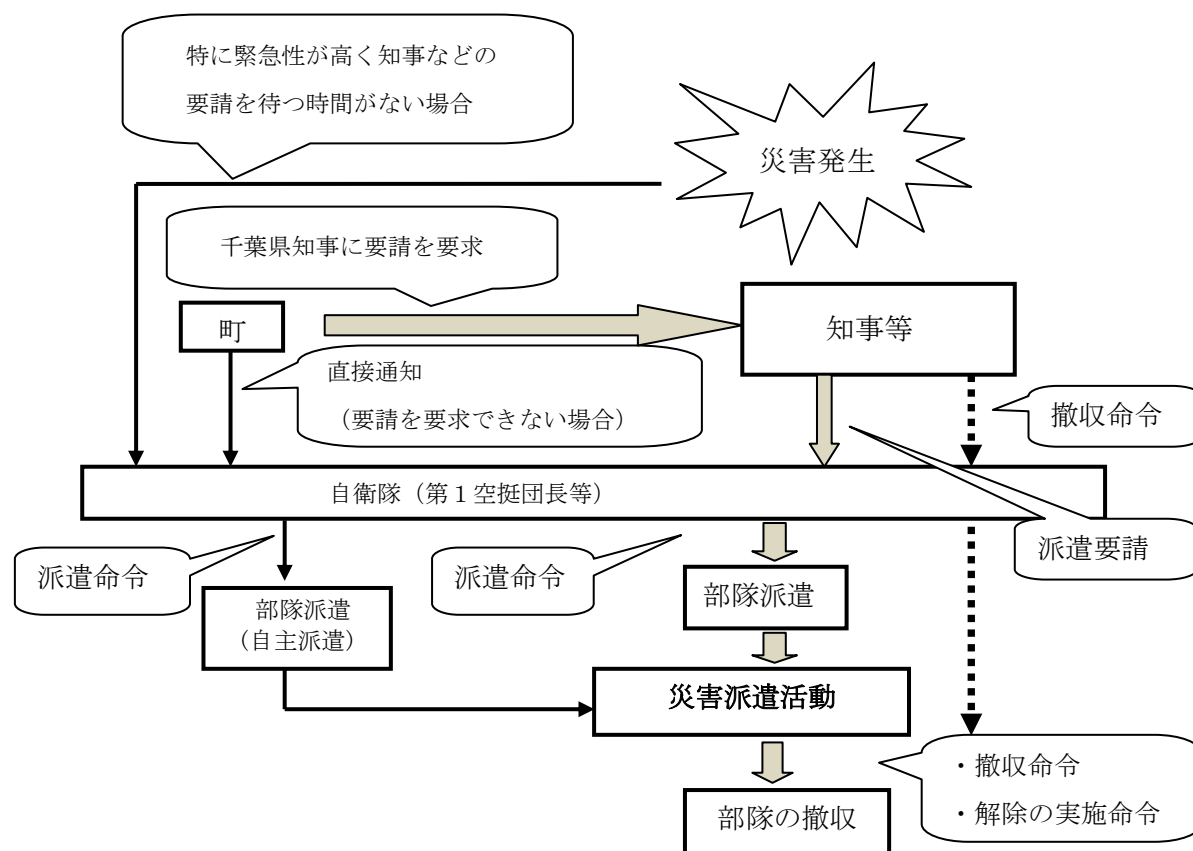 特に緊急性が高く知事などの
要請を待つ時間がない場合
災害発生
千葉県知事に要請を要求
町
知事等
直接通知
（要請を要求できない場合）
撤収命令
自衛隊（第１空挺団長等）
派遣命令
派遣命令
派遣要請
部隊派遣
（自主派遣）
部隊派遣
災害派遣活動
・撤収命令
・解除の実施命令
部隊の撤収